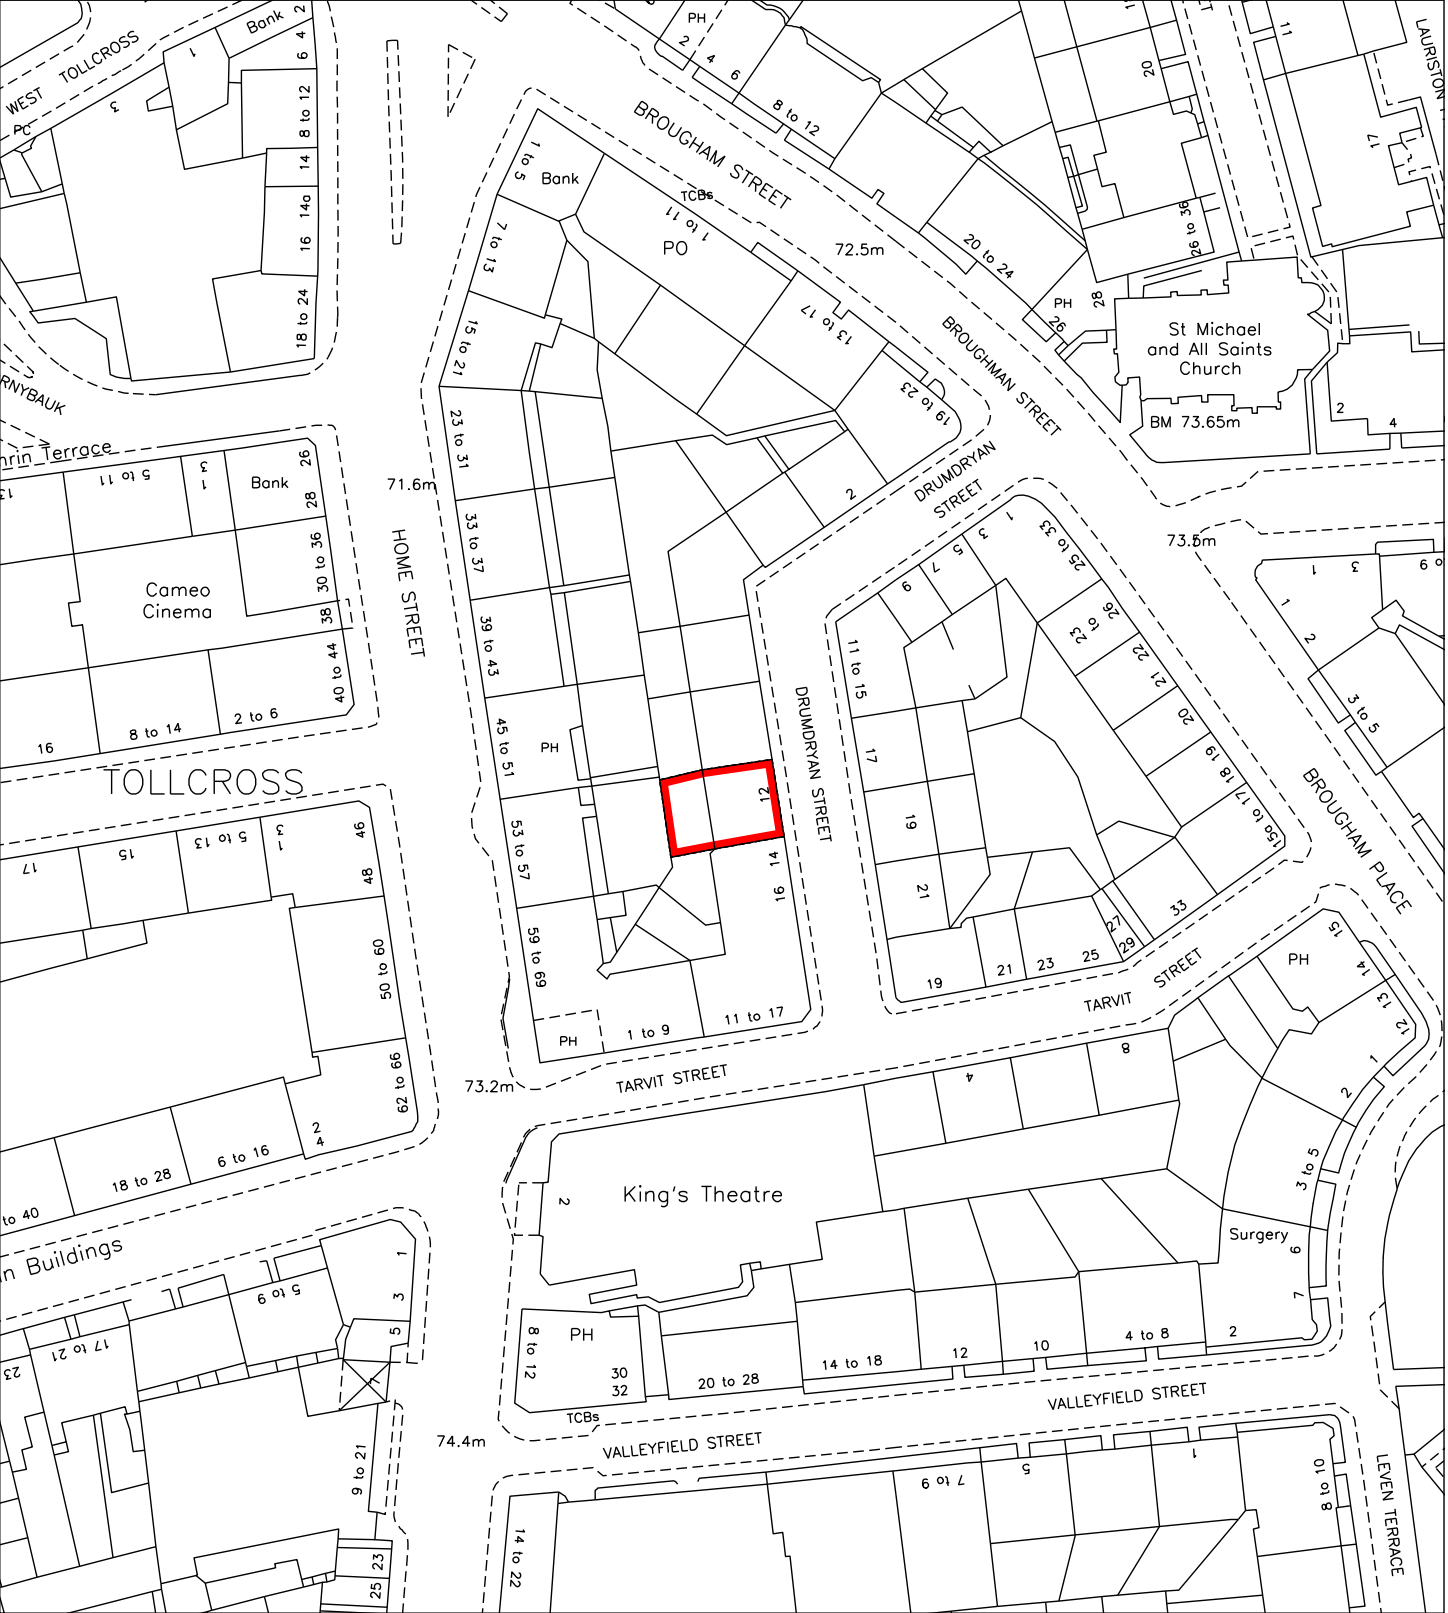 WEST TOLLCROSS
PC
3
1
Bank
2
4
6
8 to 12
14
14a
16
18 to 24
RNYBAUK
PH
2
4
6
8 to 12
BROUGHAM STREET
TCBs
1 to 5
Bank
7 to 13
1 to 11
PO
72.5m
20 to 24
PH
26
28
20
26 to 36
11
17
LAURISTON
St Michael
and All Saints
Church
BM 73.65m
2
4
15 to 21
13 to 17
19 to 23
BROUGHMAN STREET
DRUMDRYAN
STREET
2
nrin Terrace
13
5 to 11
3
1
Bank
26
28
30 to 36
38
40 to 44
Cameo
Cinema
16
8 to 14
2 to 6
71.6m
HOME STREET
23 to 31
33 to 37
39 to 43
45 to 51
PH
53 to 57
59 to 69
PH
1 to 9
11 to 17
12
14
16
DRUMDRYAN STREET
73.5m
1
3
5
7
9
11 to 15
17
19
21
25 to 33
26
23 to
22
21
20
18 19
15a to 17
33
29
27
25
23
21
19
1
3
6
1
2
3 to 5
BROUGHAM PLACE
TOLLCROSS
17
15
5 to 13
3
1
46
48
50 to 60
62 to 66
2
4
6 to 16
18 to 28
to 40
73.2m
TARVIT STREET
TARVIT STREET
15
PH
14
13
12
1
2
3 to 5
Surgery
6
7
4
8
2
King's Theatre
n Buildings
1
3
5
5 to 9
17 to 21
23
7
9 to 21
23
25
8 to 12
PH
30
32
20 to 28
14 to 18
12
10
4 to 8
2
TCBs
74.4m
VALLEYFIELD STREET
VALLEYFIELD STREET
14 to 22
7 to 9
5
1
8 to 10
LEVEN TERRACE